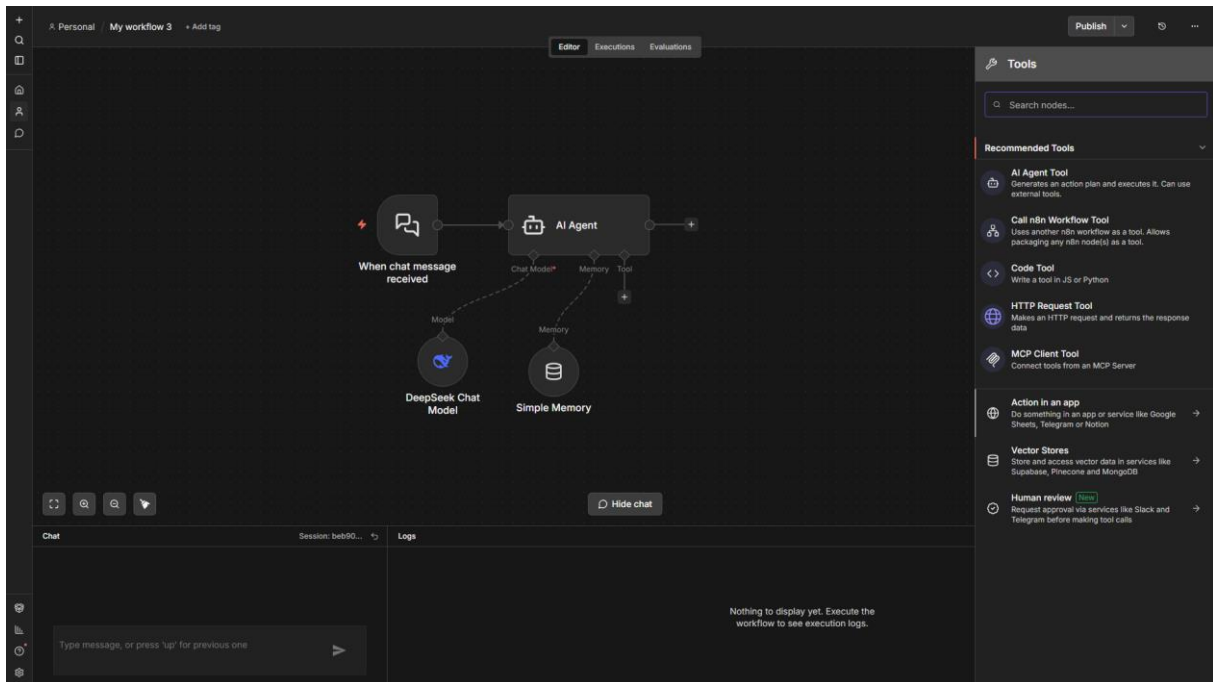 Personal / My workflow 3 + Add tag
Publish
Editor Executions Evaluations
When chat message
received
AI Agent
Chat Model*
Memory
Tool
Model
Memory
DeepSeek Chat
Model
Simple Memory
Hide chat
Chat
Session: beb90...
Type message, or press 'up' for previous one
Logs
Nothing to display yet. Execute the
workflow to see execution logs.
Tools
Search nodes...
Recommended Tools
AI Agent Tool
Generates an action plan and executes it. Can use
external tools.
Call n8n Workflow Tool
Uses another n8n workflow as a tool. Allows
packaging any n8n node(s) as a tool.
Code Tool
Write a tool in JS or Python
HTTP Request Tool
Makes an HTTP request and returns the response
data
MCP Client Tool
Connect tools from an MCP Server
Action in an app
Do something in an app or service like Google
Sheets, Telegram or Notion
Vector Stores
Store and access vector data in services like
Supabase, Pinecone and MongoDB
Human review New
Request approval via services like Slack and
Telegram before making tool calls